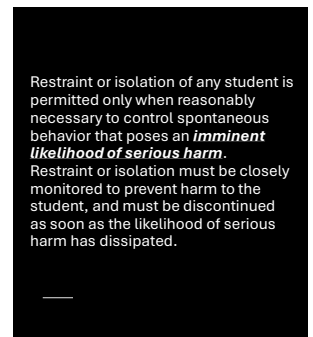 Restraint or isolation of any student is
permitted only when reasonably
necessary to control spontaneous
behavior that poses an imminent
likelihood of serious harm.
Restraint or isolation must be closely
monitored to prevent harm to the
student, and must be discontinued
as soon as the likelihood of serious
harm has dissipated.